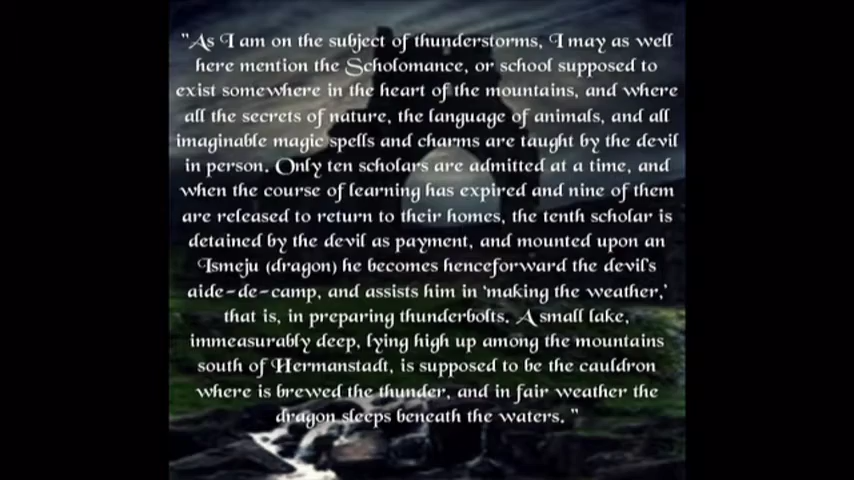 "As I am on the subject of thunderstorms, I may as well
here mention the Scholomance, or school supposed to
exist somewhere in the heart of the mountains, and where
all the secrets of nature, the language of animals, and all
imaginable magic spells and charms are taught by the devil
in person. Only ten scholars are admitted at a time, and
when the course of learning has expired and nine of them
are released to return to their homes, the tenth scholar is
detained by the devil as payment, and mounted upon an
Ismeju (dragon) he becomes henceforward the devil's
aide-de-camp, and assists him in 'making the weather,'
that is, in preparing thunderbolts. A small lake,
immeasurably deep, lying high up among the mountains
south of Hermanstadt, is supposed to be the cauldron
where is brewed the thunder, and in fair weather the
dragon sleeps beneath the waters. "